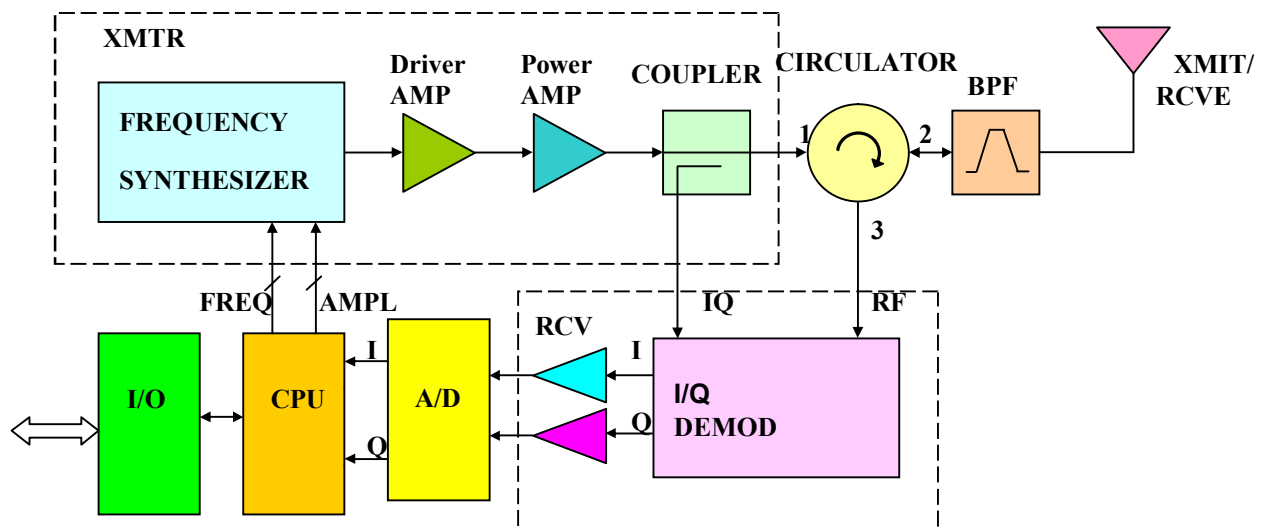 XMTR
Driver
AMP
Power
AMP
COUPLER
CIRCULATOR
BPF
XMIT/
RCVE
FREQUENCY
SYNTHESIZER
1
2
3
FREQ
AMPL
IQ
RF
RCV
I/O
CPU
I
Q
A/D
I
Q
I/Q
DEMOD